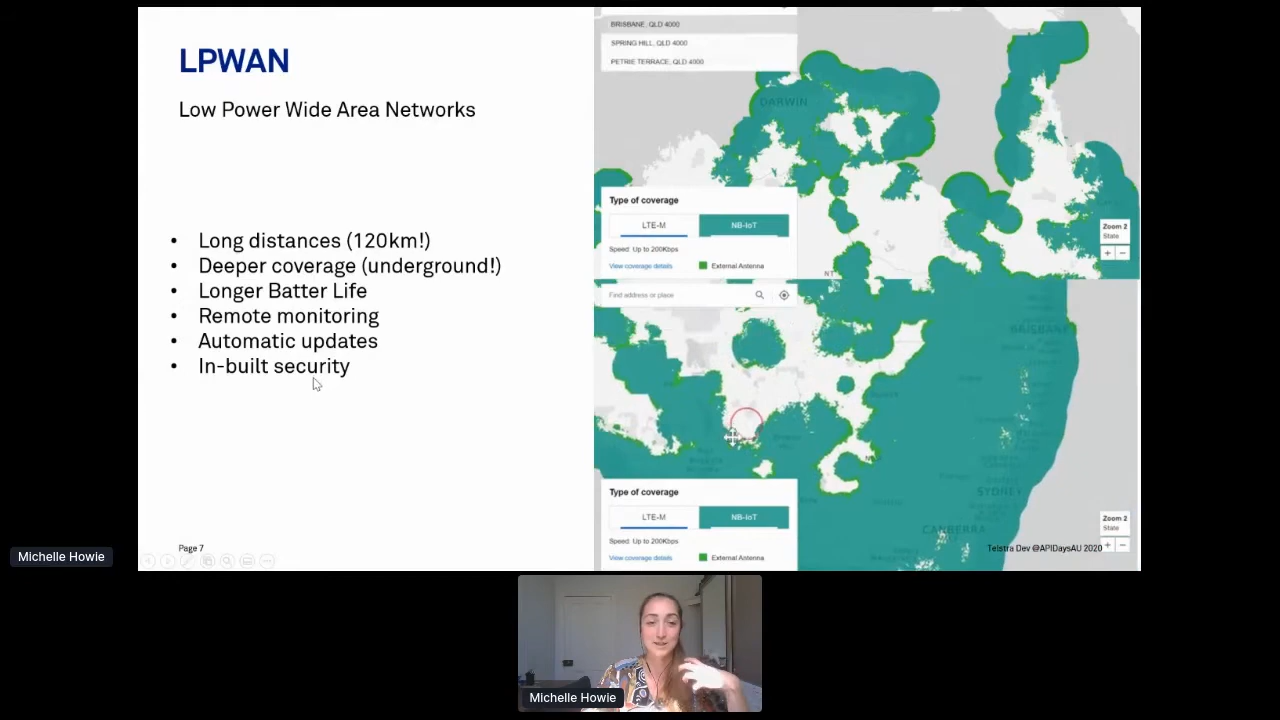 LPWAN
Low Power Wide Area Networks
• Long distances (120km!)
• Deeper coverage (underground!)
• Longer Batter Life
• Remote monitoring
• Automatic updates
• In-built security
Page 7
BRISBANE, QLD 4000
SPRING HILL, QLD 4000
PETRIE TERRACE, QLD 4000
DARWIN
Type of coverage
LTE-M NB-IoT
Speed: Up to 200Kbps
View coverage details External Antenna
Zoom 2
State
+ −
NT
Find address or place
BRISBANE
SYDNEY
CANBERRA
Type of coverage
LTE-M NB-IoT
Speed: Up to 200Kbps
View coverage details External Antenna
Zoom 2
State
+ −
Telstra Dev @APIDaysAU 2020
Michelle Howie
Michelle Howie